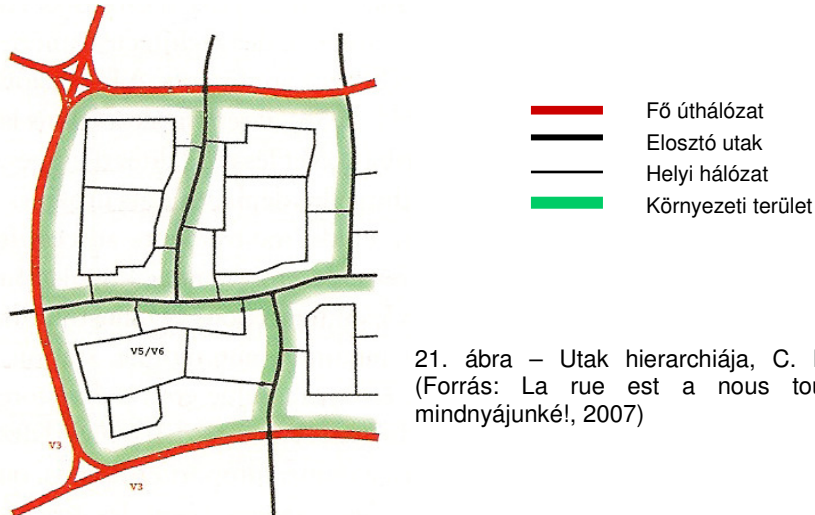 Fő úthálózat
Elosztó utak
Helyi hálózat
Környezeti terület
V5/V6
V3
V3
21. ábra – Utak hierarchiája, C.
(Forrás: La rue est a nous
mindnyájunké!, 2007)